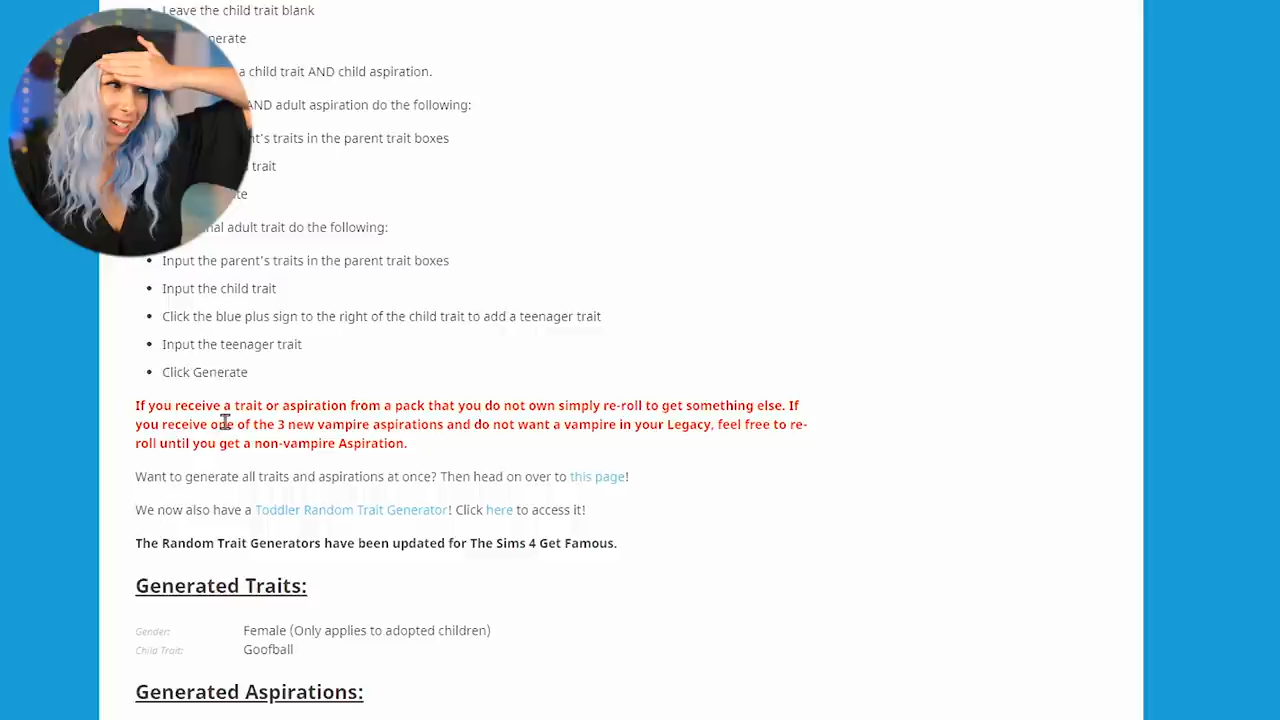 Leave the child trait blank
nerate
a child trait AND child aspiration.
AND adult aspiration do the following:
nt's traits in the parent trait boxes
trait
te
nal adult trait do the following:
Input the parent's traits in the parent trait boxes
Input the child trait
Click the blue plus sign to the right of the child trait to add a teenager trait
Input the teenager trait
Click Generate
If you receive a trait or aspiration from a pack that you do not own simply re-roll to get something else. If
you receive one of the 3 new vampire aspirations and do not want a vampire in your Legacy, feel free to re-
roll until you get a non-vampire Aspiration.
Want to generate all traits and aspirations at once? Then head on over to this page!
We now also have a Toddler Random Trait Generator! Click here to access it!
The Random Trait Generators have been updated for The Sims 4 Get Famous.
Generated Traits:
Gender: Female (Only applies to adopted children)
Child Trait: Goofball
Generated Aspirations: